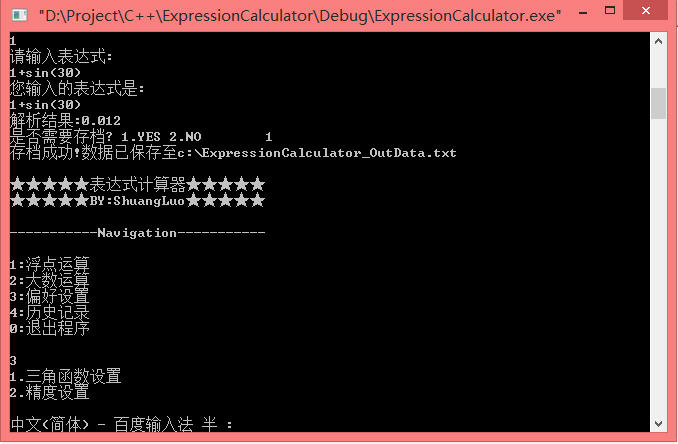 "D:\Project\C++\ExpressionCalculator\Debug\ExpressionCalculator.exe"
1
请输入表达式:
1+sin(30)
您输入的表达式是:
1+sin(30)
解析结果:0.012
是否需要存档? 1.YES 2.NO 1
存档成功!数据已保存至c:\ExpressionCalculator_OutData.txt
★★★★★表达式计算器★★★★★
★★★★★BY:ShuangLuo★★★★★
-----------Navigation-----------
1:浮点运算
2:大数运算
3:偏好设置
4:历史记录
0:退出程序
3
1.三角函数设置
2.精度设置
中文(简体) - 百度输入法 半 :